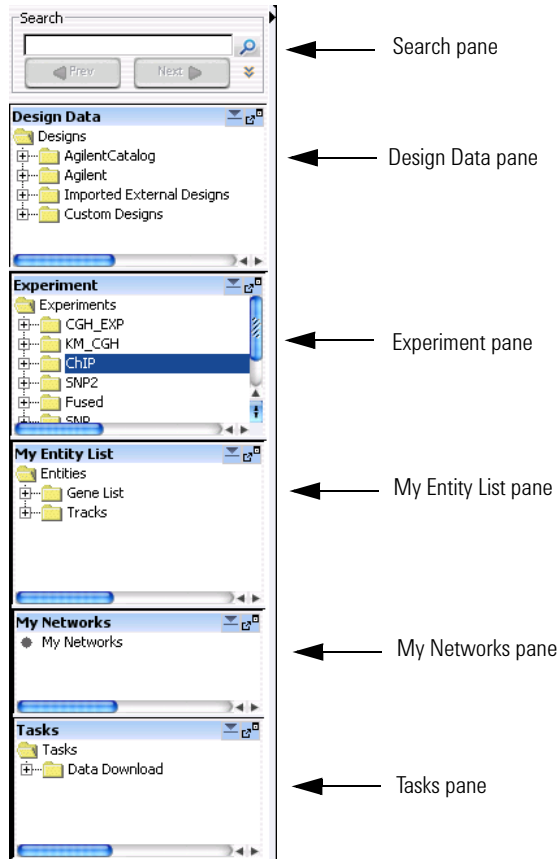 Search
Search pane
Prev
Next
Design Data
Designs
AgilentCatalog
Agilent
Imported External Designs
Custom Designs
Design Data pane
Experiment
Experiments
CGH_EXP
KM_CGH
ChIP
SNP2
Fused
SNP
Experiment pane
My Entity List
Entities
Gene List
Tracks
My Entity List pane
My Networks
My Networks
My Networks pane
Tasks
Tasks
Data Download
Tasks pane